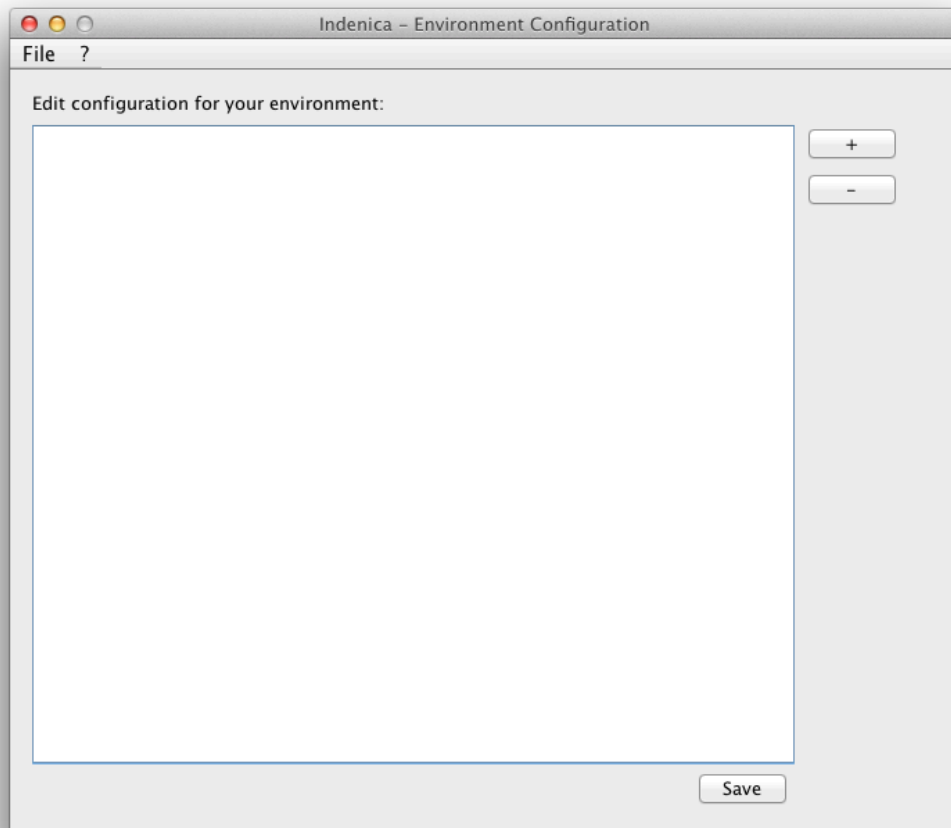 Indenica – Environment Configuration
File ?
Edit configuration for your environment:
+
-
Save